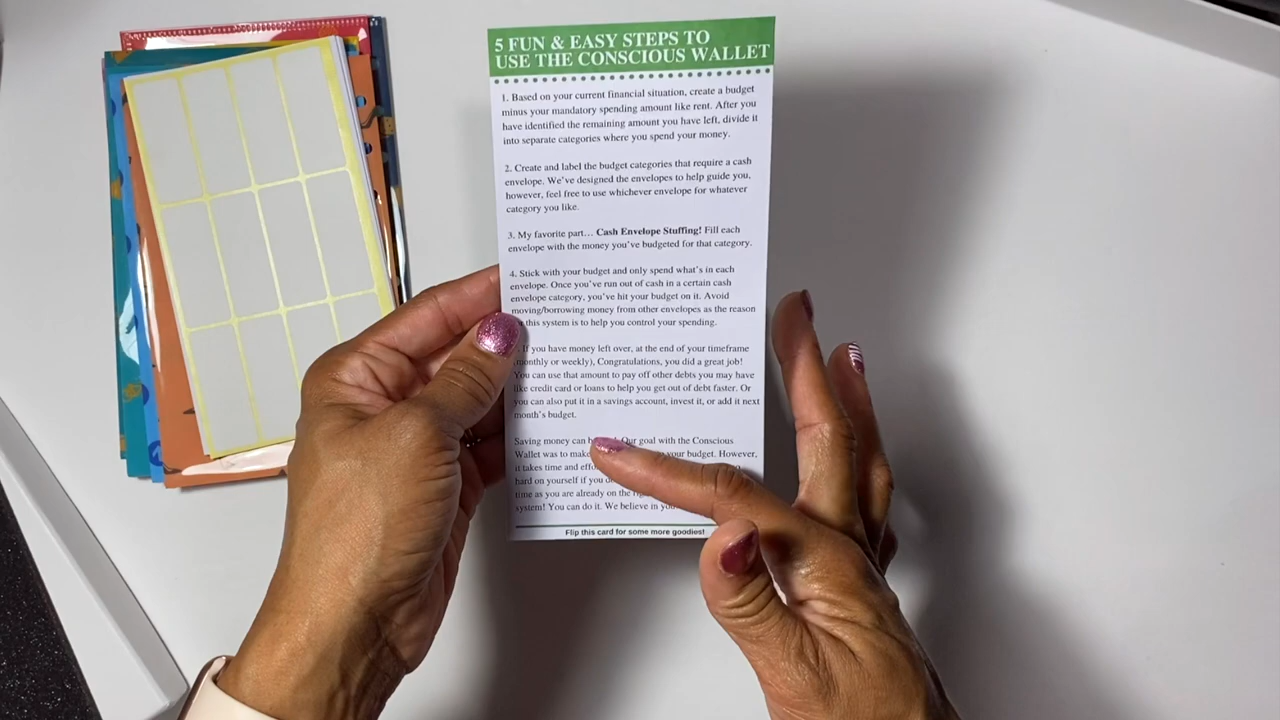 5 FUN & EASY STEPS TO
USE THE CONSCIOUS WALLET
1. Based on your current financial situation, create a budget
minus your mandatory spending amount like rent. After you
have identified the remaining amount you have left, divide it
into separate categories where you spend your money.
2. Create and label the budget categories that require a cash
envelope. We've designed the envelopes to help guide you,
however, feel free to use whichever envelope for whatever
category you like.
3. My favorite part... Cash Envelope Stuffing! Fill each
envelope with the money you've budgeted for that category.
4. Stick with your budget and only spend what's in each
envelope. Once you've run out of cash in a certain cash
envelope category, you've hit your budget on it. Avoid
moving/borrowing money from other envelopes as the reason
this system is to help you control your spending.
If you have money left over, at the end of your timeframe
monthly or weekly), Congratulations, you did a great job!
You can use that amount to pay off other debts you may have
like credit card or loans to help you get out of debt faster. Or
you can also put it in a savings account, invest it, or add it next
month's budget.
Saving money can Our goal with the Conscious
Wallet was to make your budget. However,
it takes time and
hard on yourself if you
time as you are already on the
system! You can do it. We believe in
Flip this card for some more goodies!